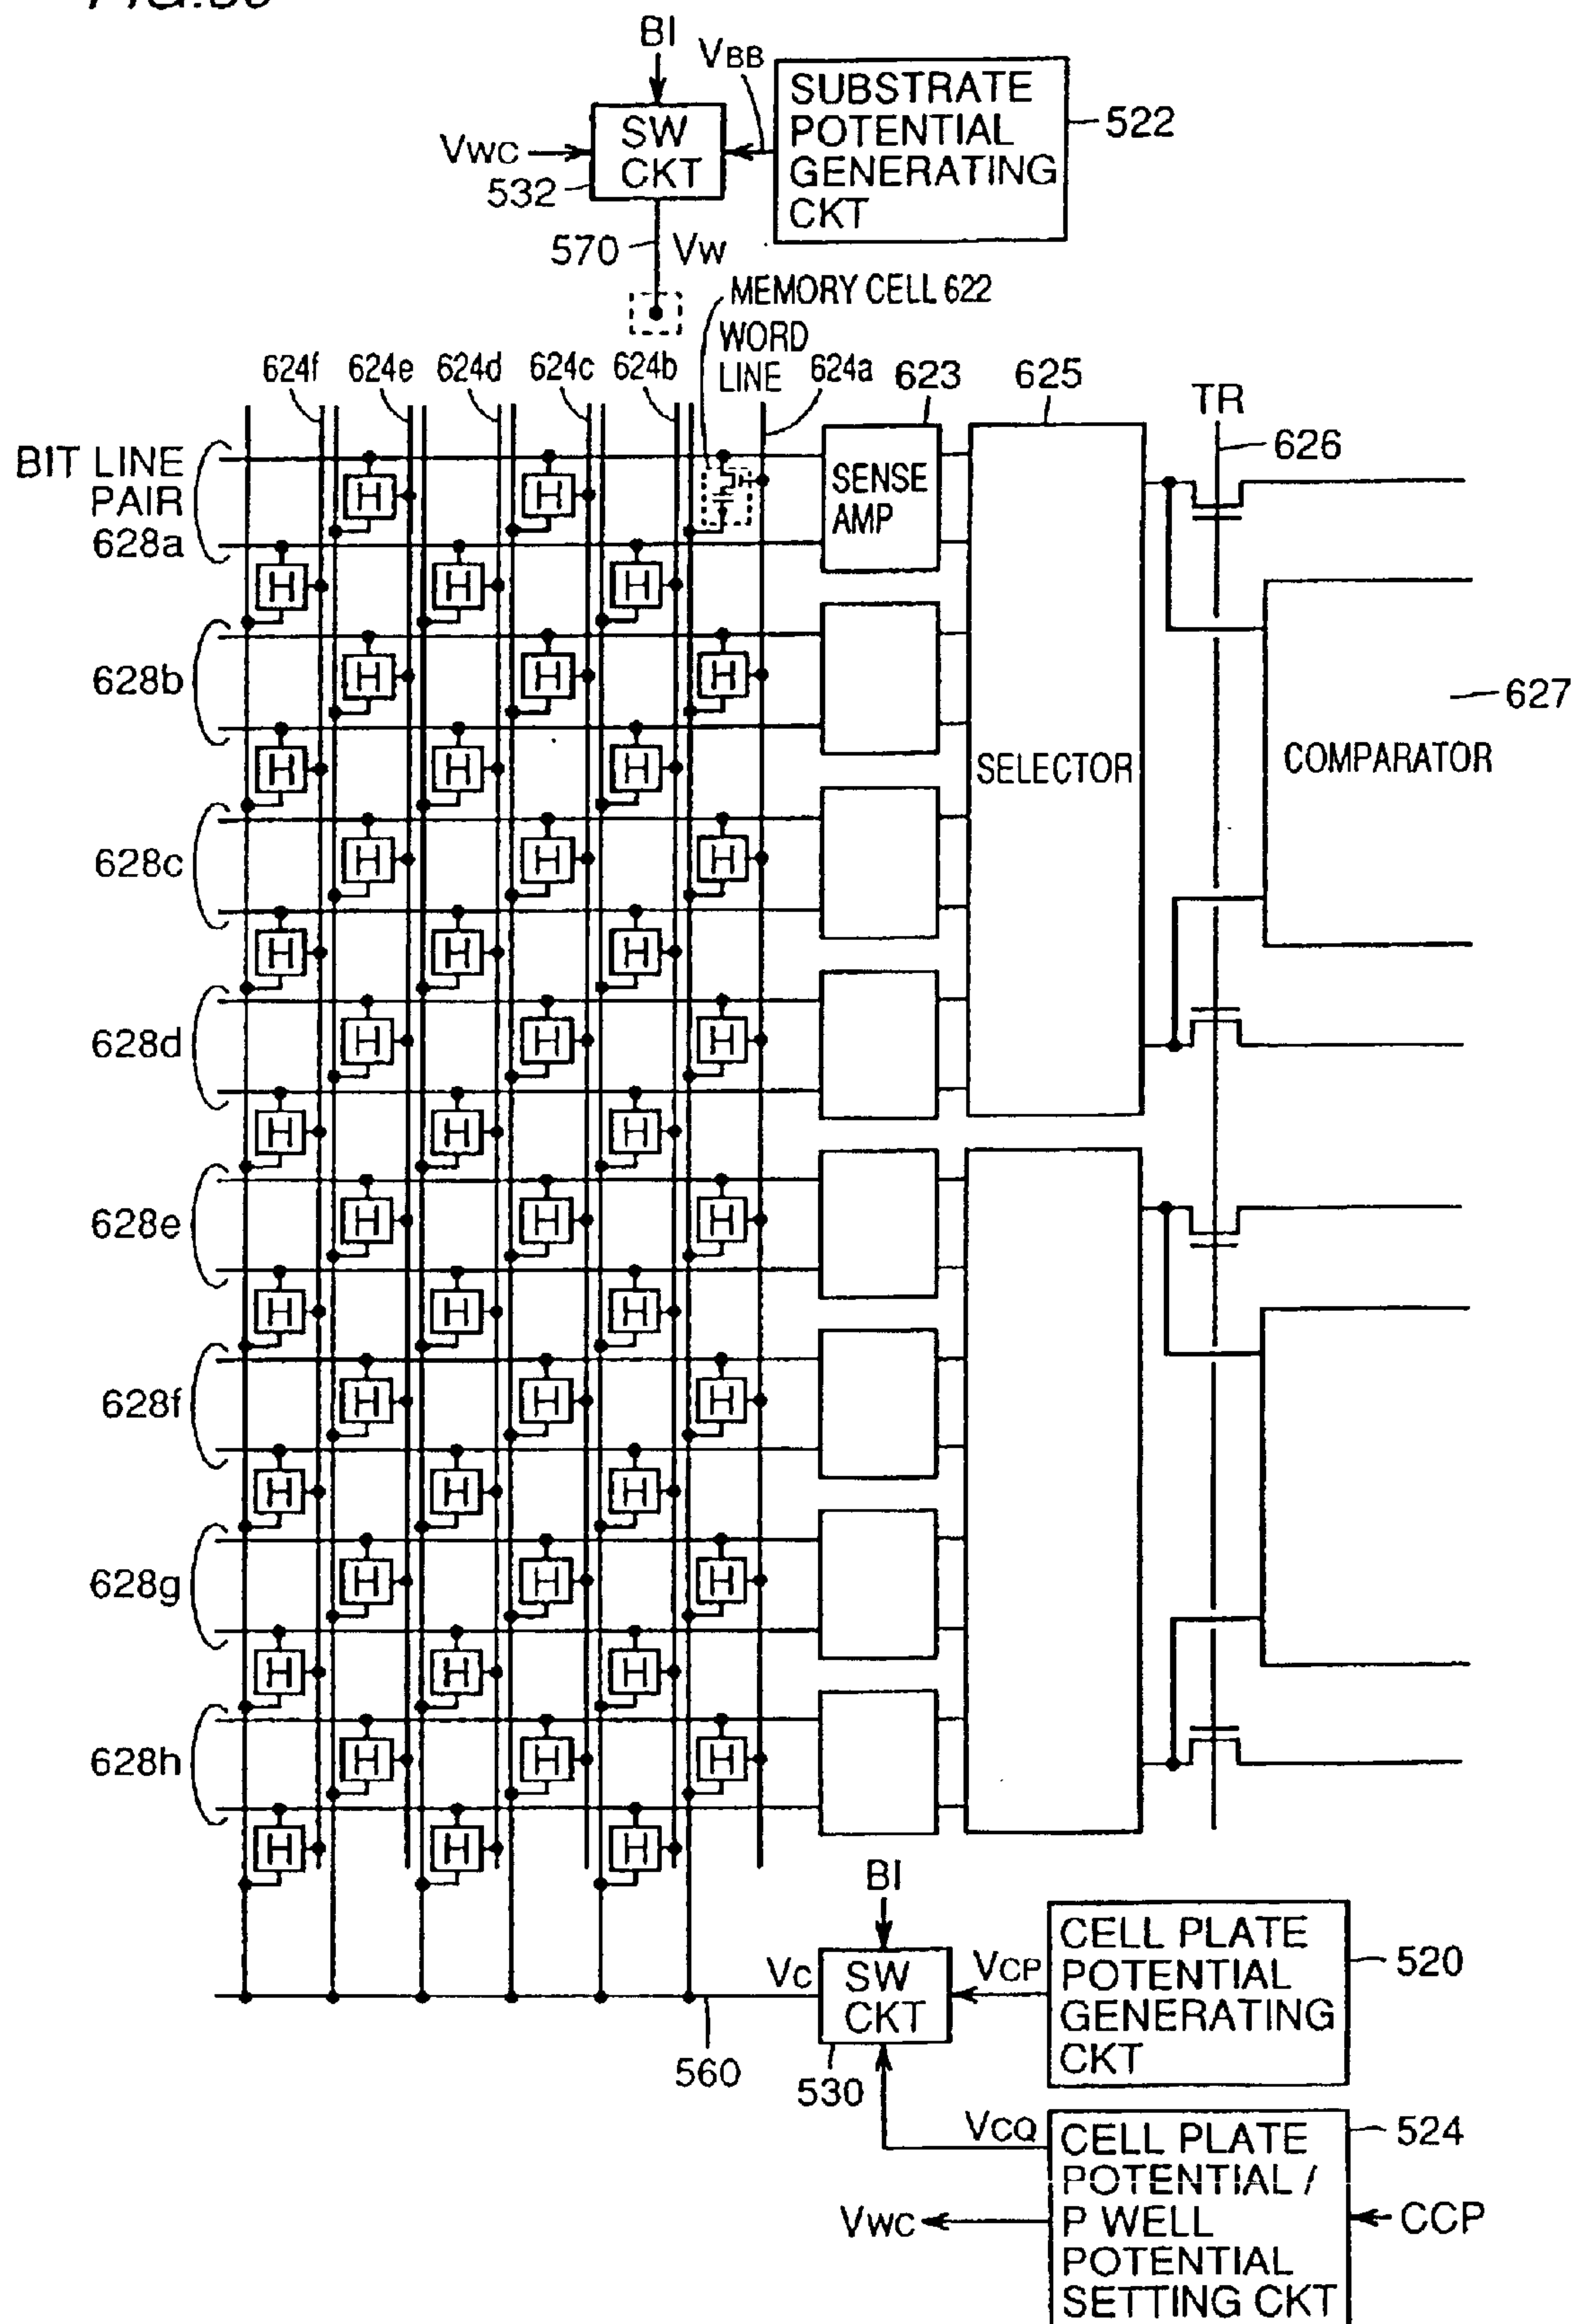 BI
VBB
SUBSTRATE
POTENTIAL
GENERATING
CKT
522
VWC
SW
CKT
532
570
VW
MEMORY CELL 622
WORD
LINE
624f
624e
624d
624c
624b
624a
623
625
TR
626
BIT LINE
PAIR
628a
H H
SENSE
AMP
H H H
628b
H H H
627
H H H
SELECTOR
COMPARATOR
628c
H H H
H H H
628d
H H H
H H H
628e
H H H
H H H
628f
H H H
H H H
628g
H H H
H H H
628h
H H H
H H H
BI
VC
SW
CKT
VCP
CELL PLATE
POTENTIAL
GENERATING
CKT
520
560
530
VCQ
CELL PLATE
POTENTIAL /
P WELL
POTENTIAL
SETTING CKT
524
VWC
CCP